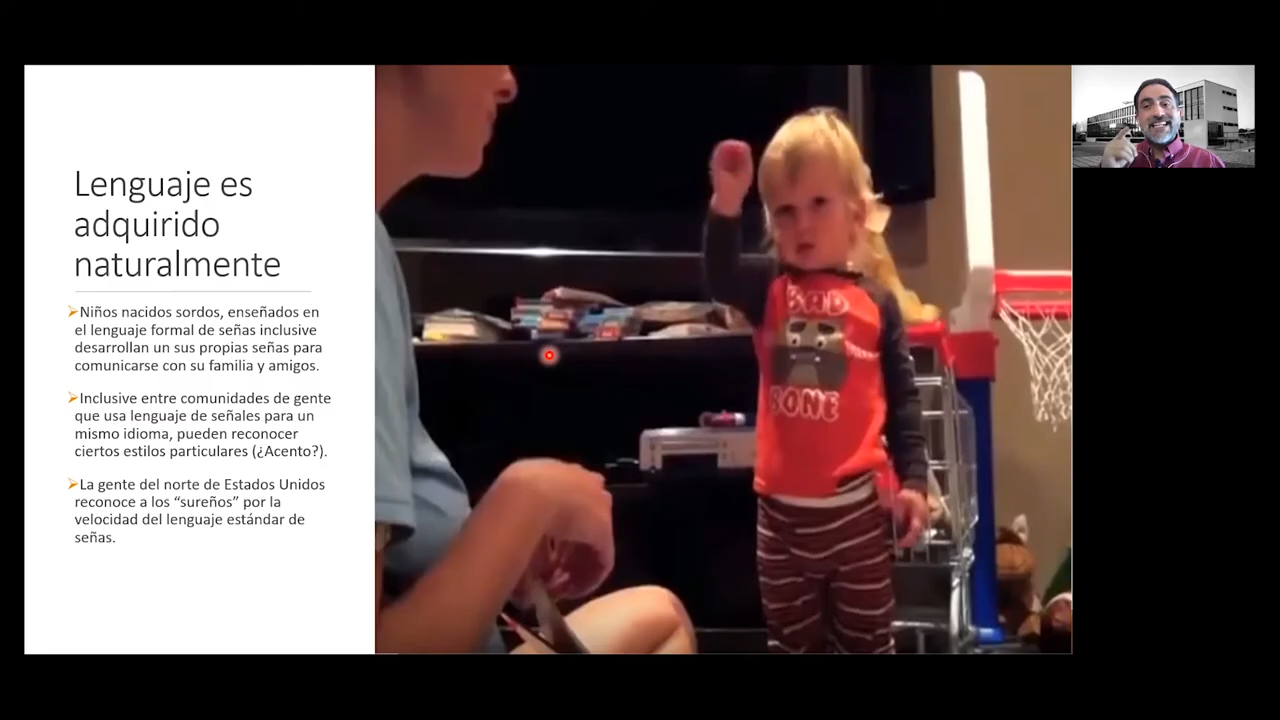 Lenguaje es
adquirido
naturalmente
Niños nacidos sordos, enseñados en
el lenguaje formal de señas inclusive
desarrollan un sus propias señas para
comunicarse con su familia y amigos.
Inclusive entre comunidades de gente
que usa lenguaje de señales para un
mismo idioma, pueden reconocer
ciertos estilos particulares (¿Acento?).
La gente del norte de Estados Unidos
reconoce a los “sureños” por la
velocidad del lenguaje estándar de
señas.
BAD
BONE